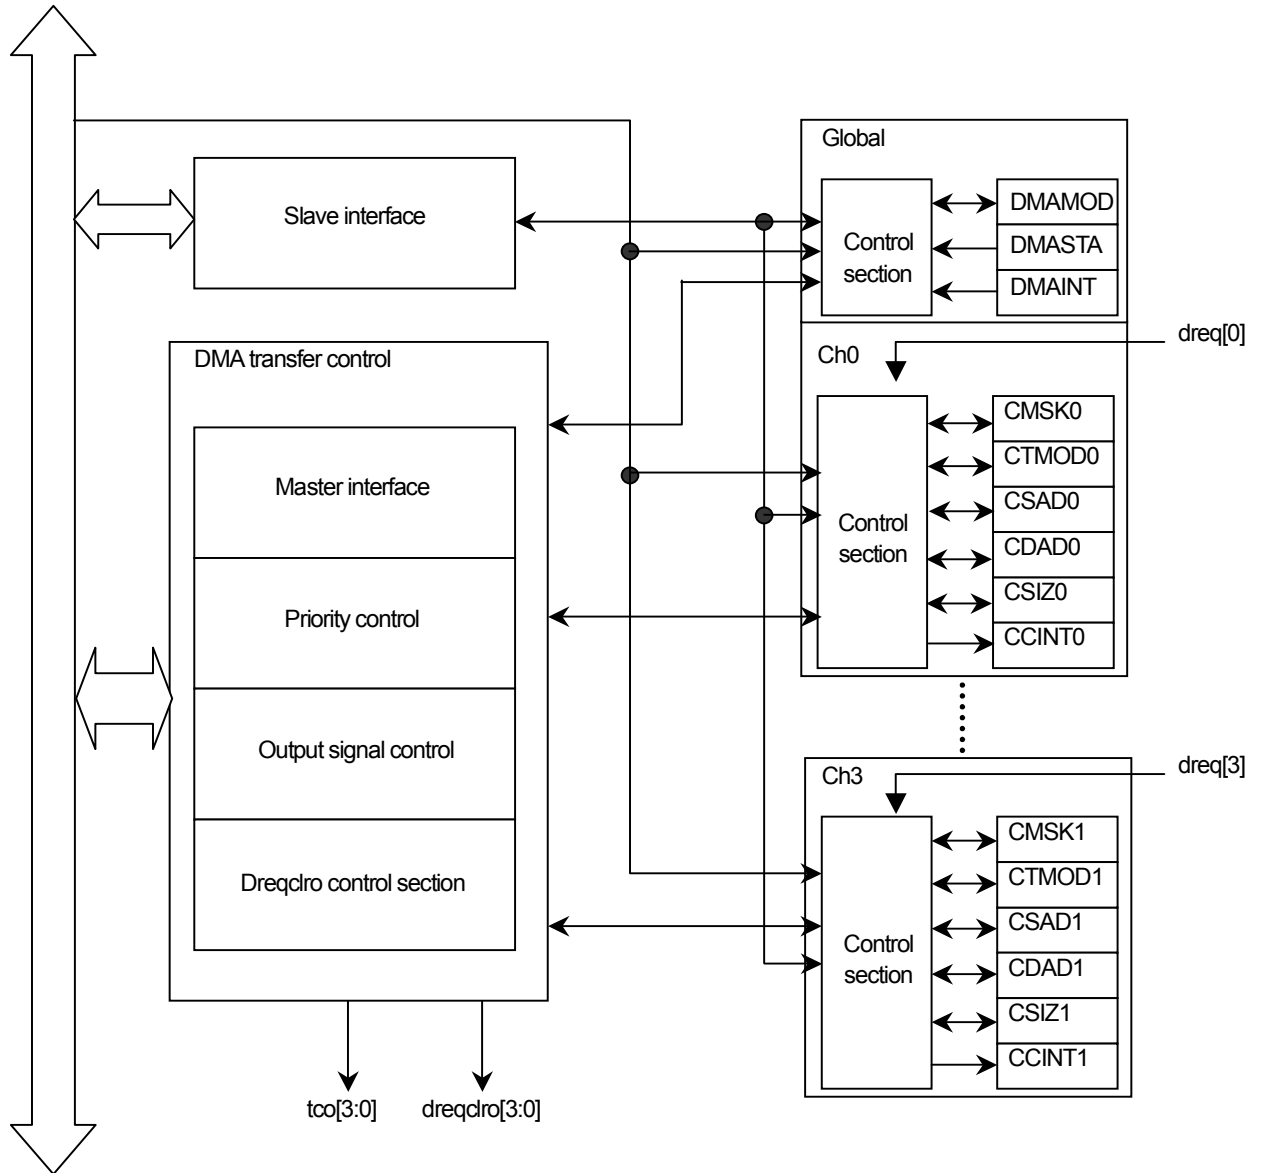 Global
Slave interface
Control
section
DMAMOD
DMASTA
DMAINT
dreq[0]
DMA transfer control
Ch0
Master interface
Priority control
Output signal control
Dreqclro control section
Control
section
CMSK0
CTMOD0
CSAD0
CDAD0
CSIZ0
CCINT0
dreq[3]
Ch3
Control
section
CMSK1
CTMOD1
CSAD1
CDAD1
CSIZ1
CCINT1
tco[3:0]
dreqclro[3:0]